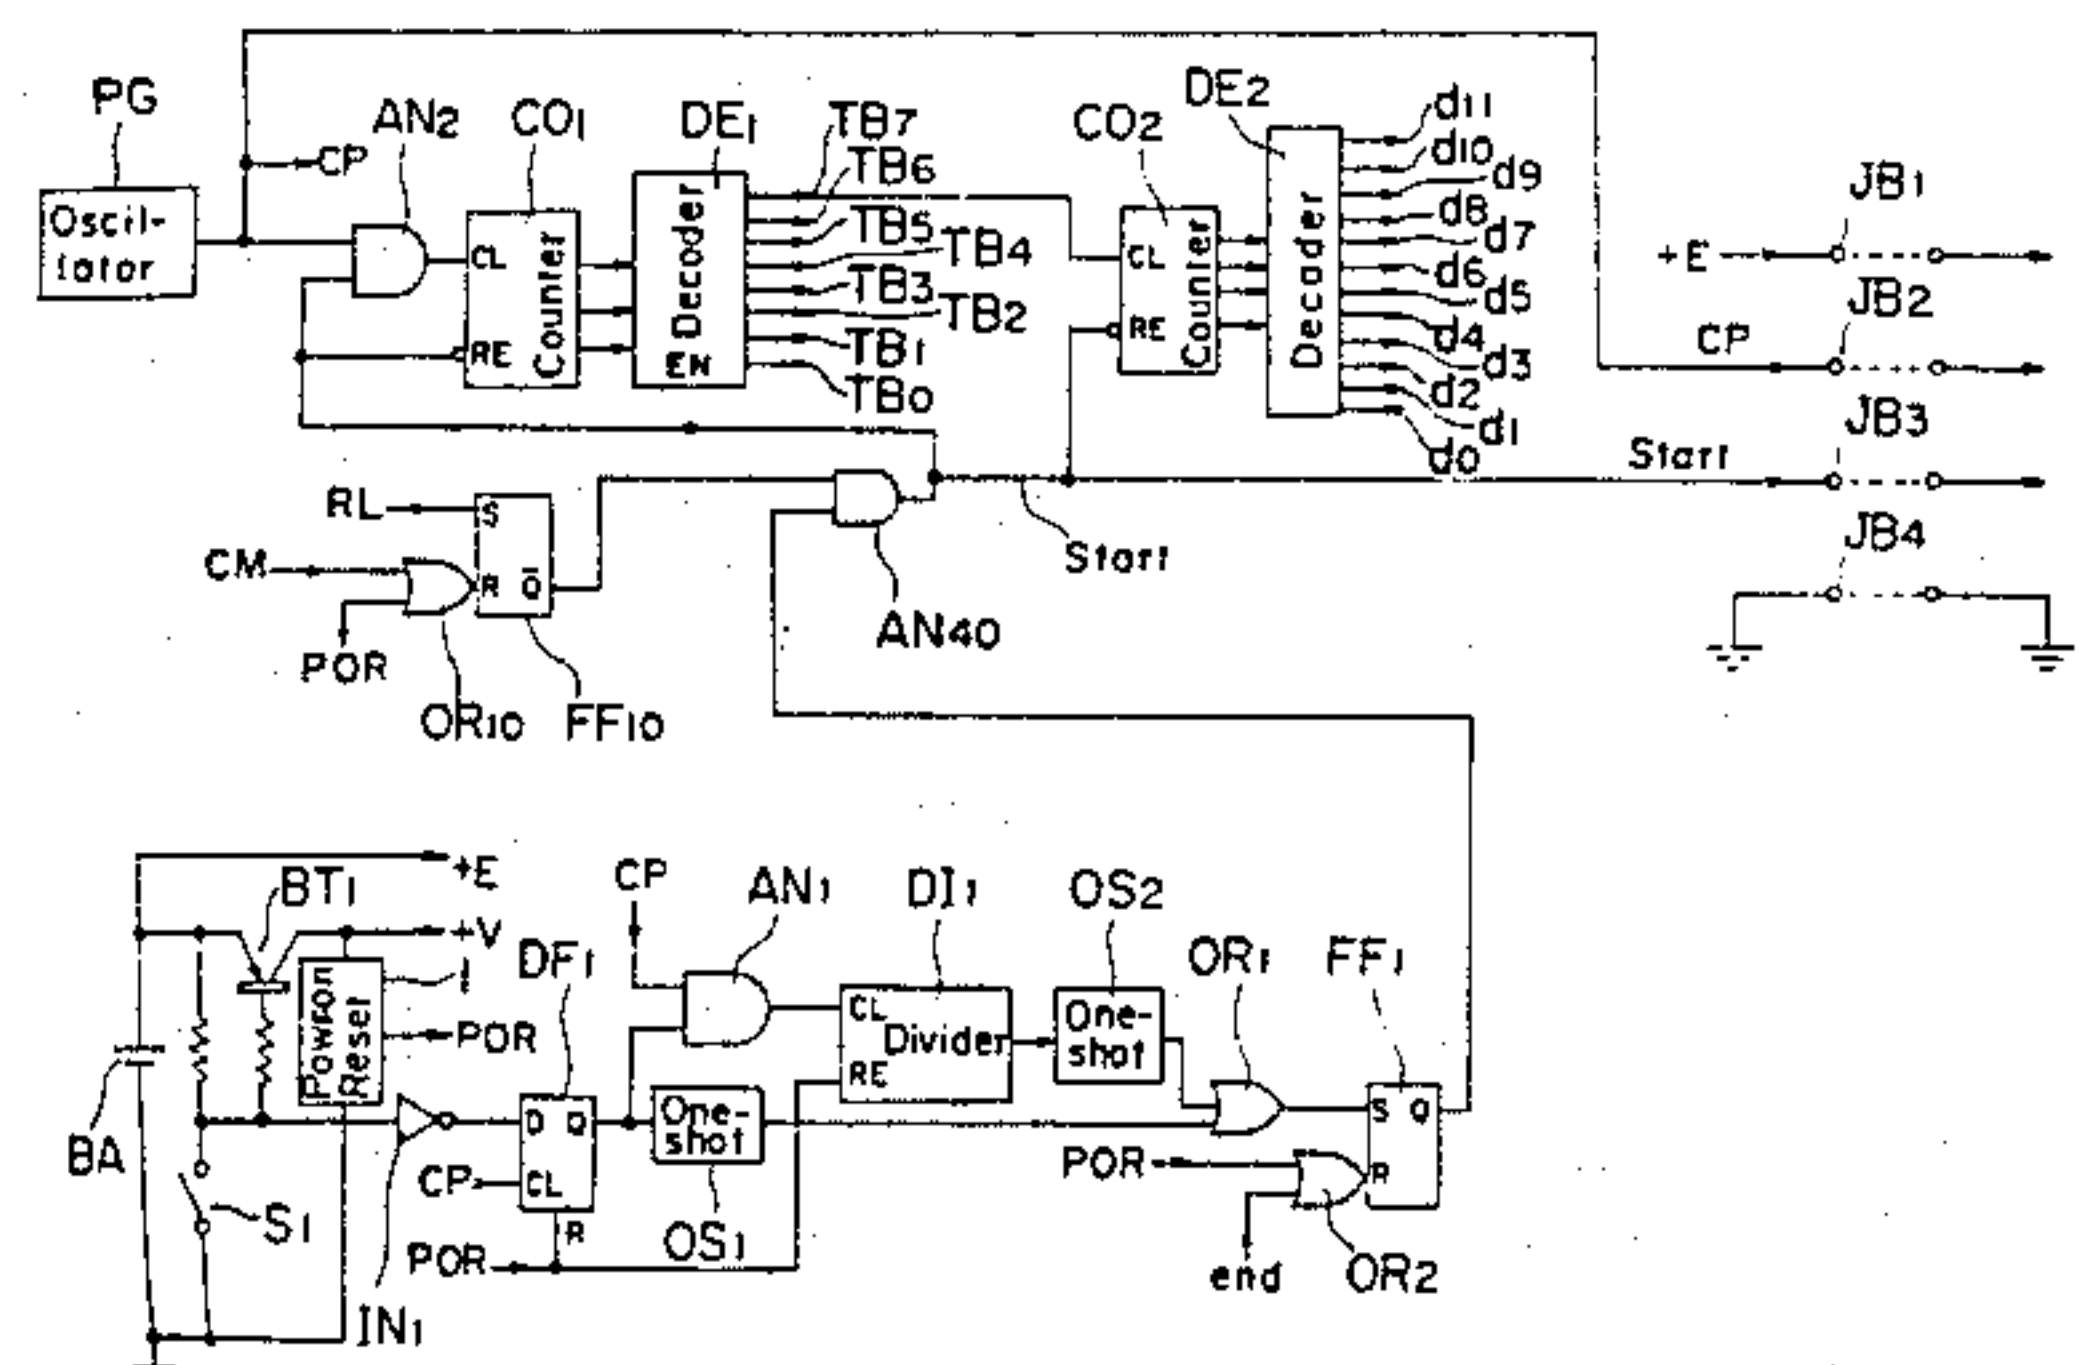 PG
Oscil-
lator
CP
AN2
CO1
CL
RE
Counter
DE1
Decoder
EN
TB7
TB6
TB5
TB4
TB3
TB2
TB1
TB0
CO2
CL
RE
Counter
DE2
Decoder
d11
d10
d9
d8
d7
d6
d5
d4
d3
d2
d1
d0
+E
JB1
CP
JB2
Start
JB3
JB4
RL
CM
POR
S
R
Q̅
OR10
FF10
AN40
Start
+E
BT1
+V
1
Powron
Reset
POR
BA
S1
IN1
DF1
D Q
CP
CL
R
POR
CP
AN1
One-
shot
OS1
DI1
CL
Divider
RE
OS2
One-
shot
OR1
FF1
S Q
R
POR
end
OR2